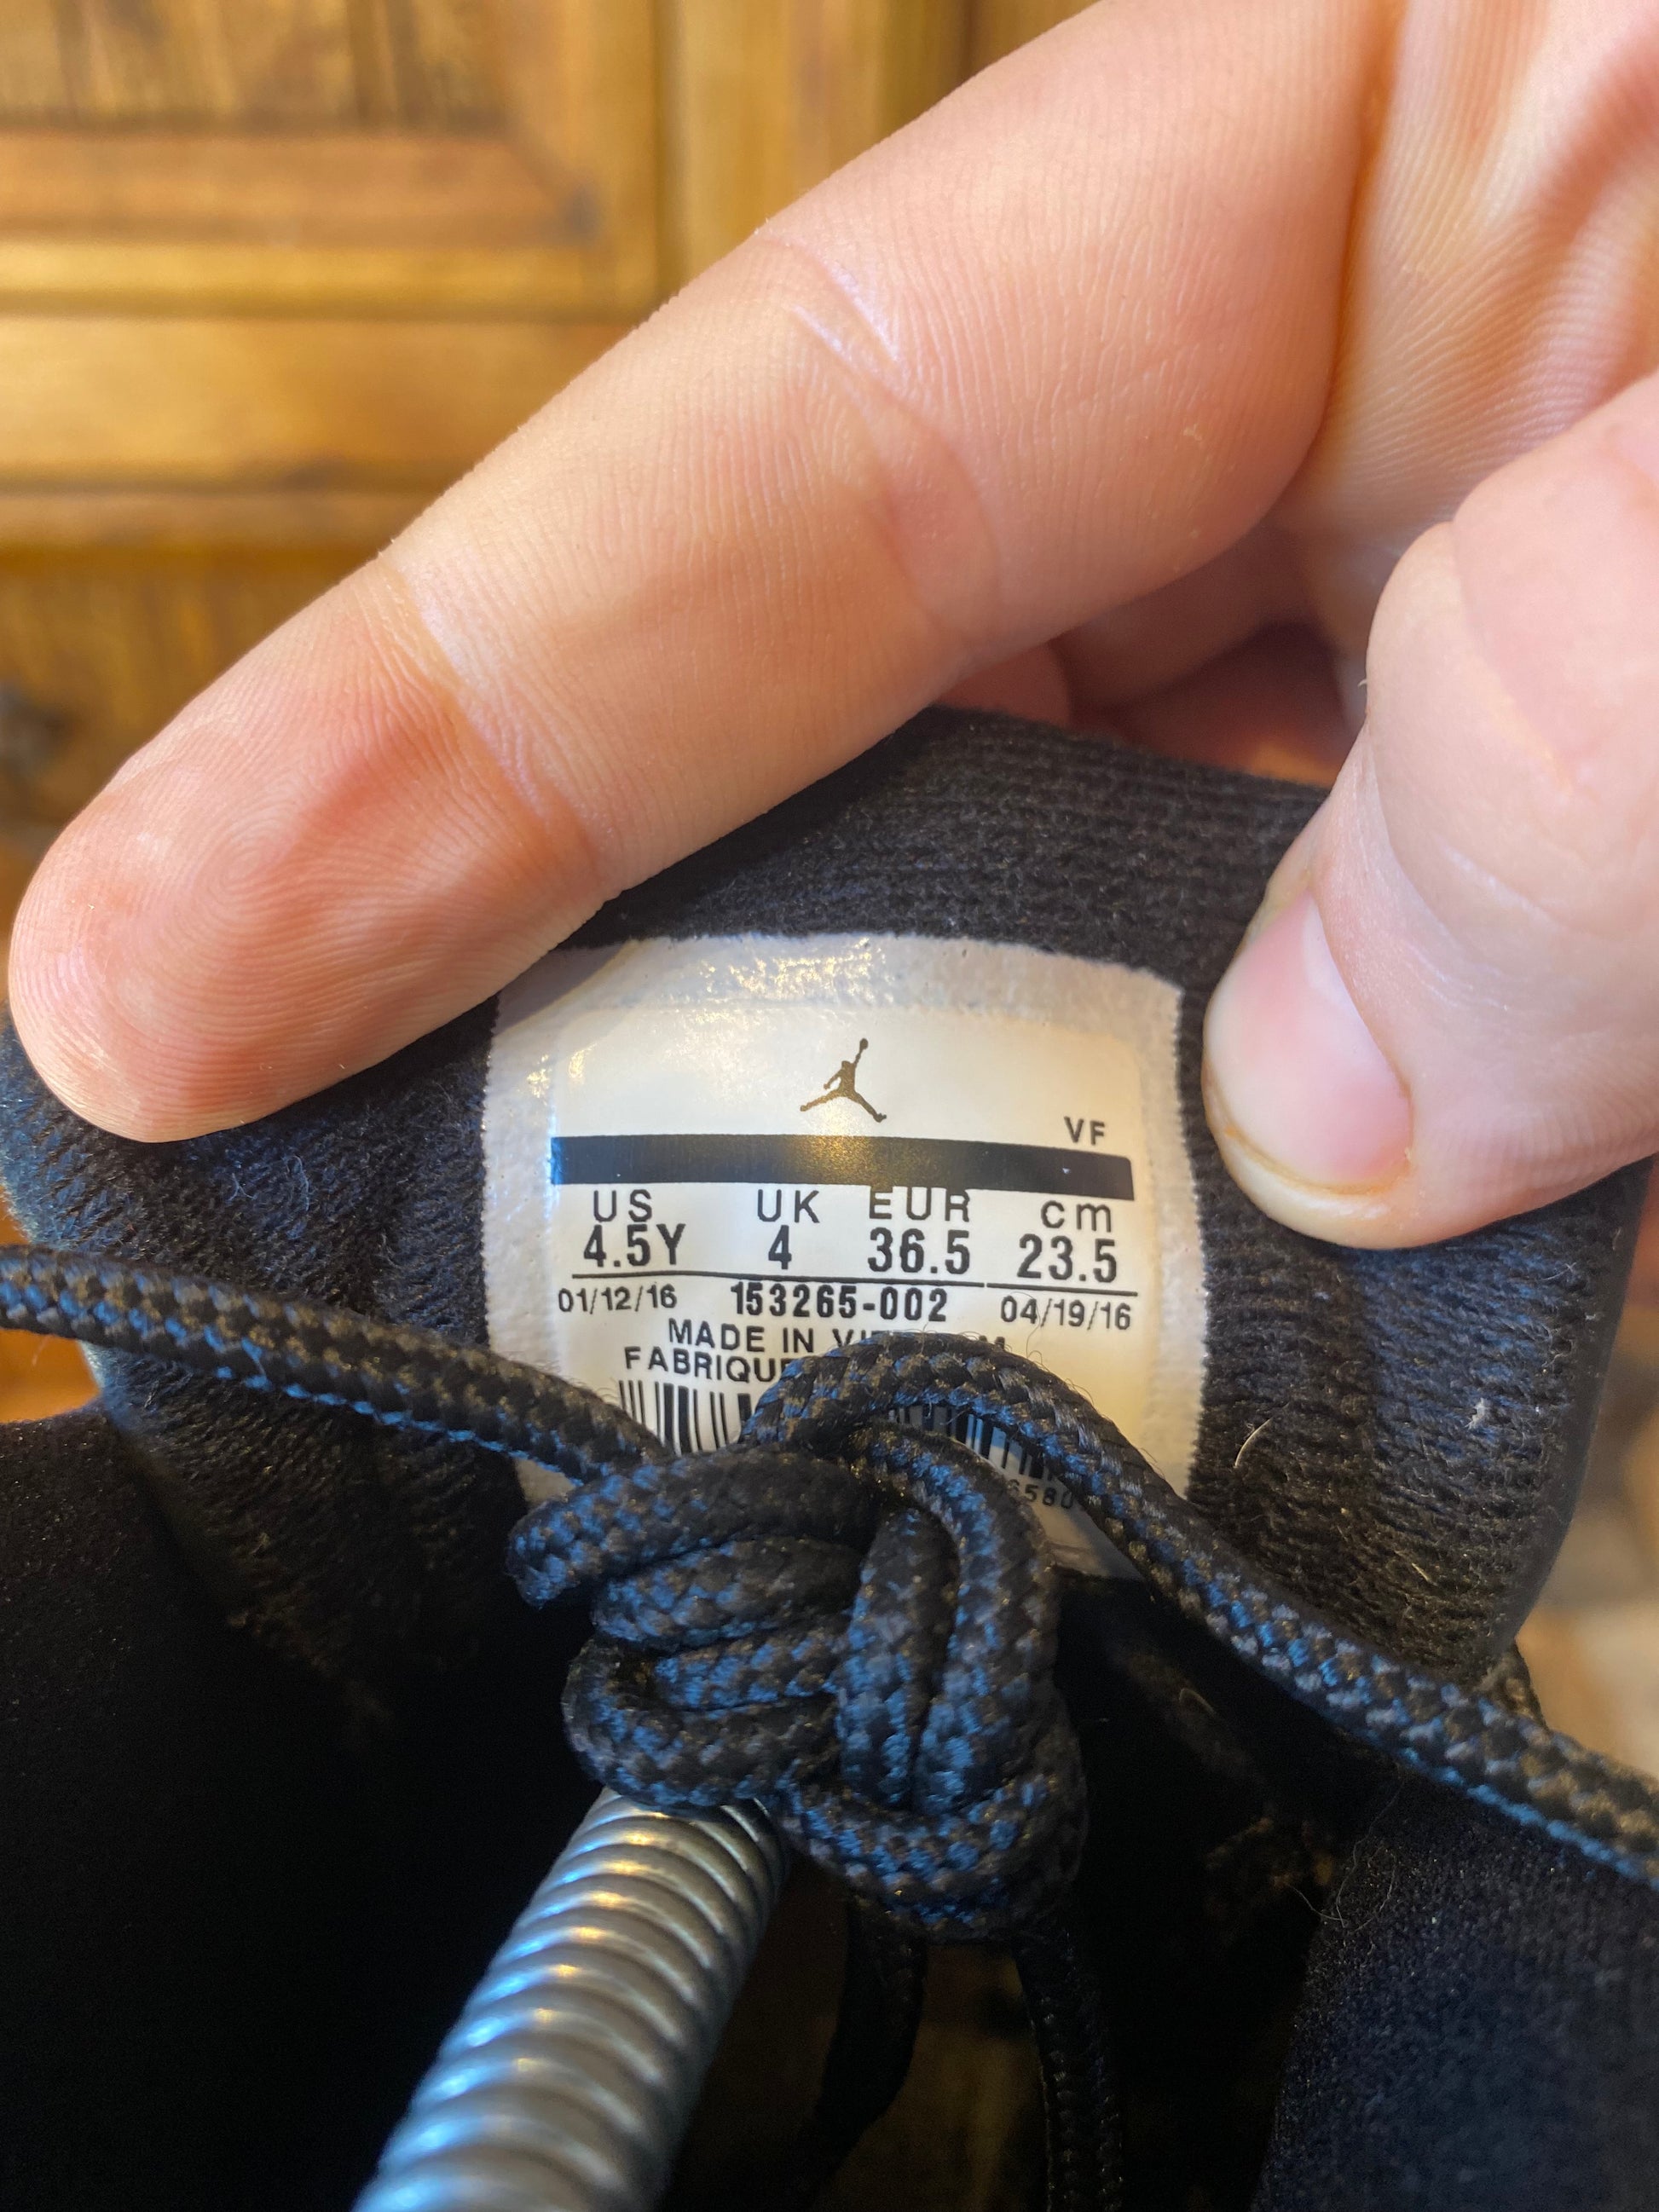 VF
US UK EUR cm
4.5Y 4 36.5 23.5
01/12/16 153265-002 04/19/16
MADE IN